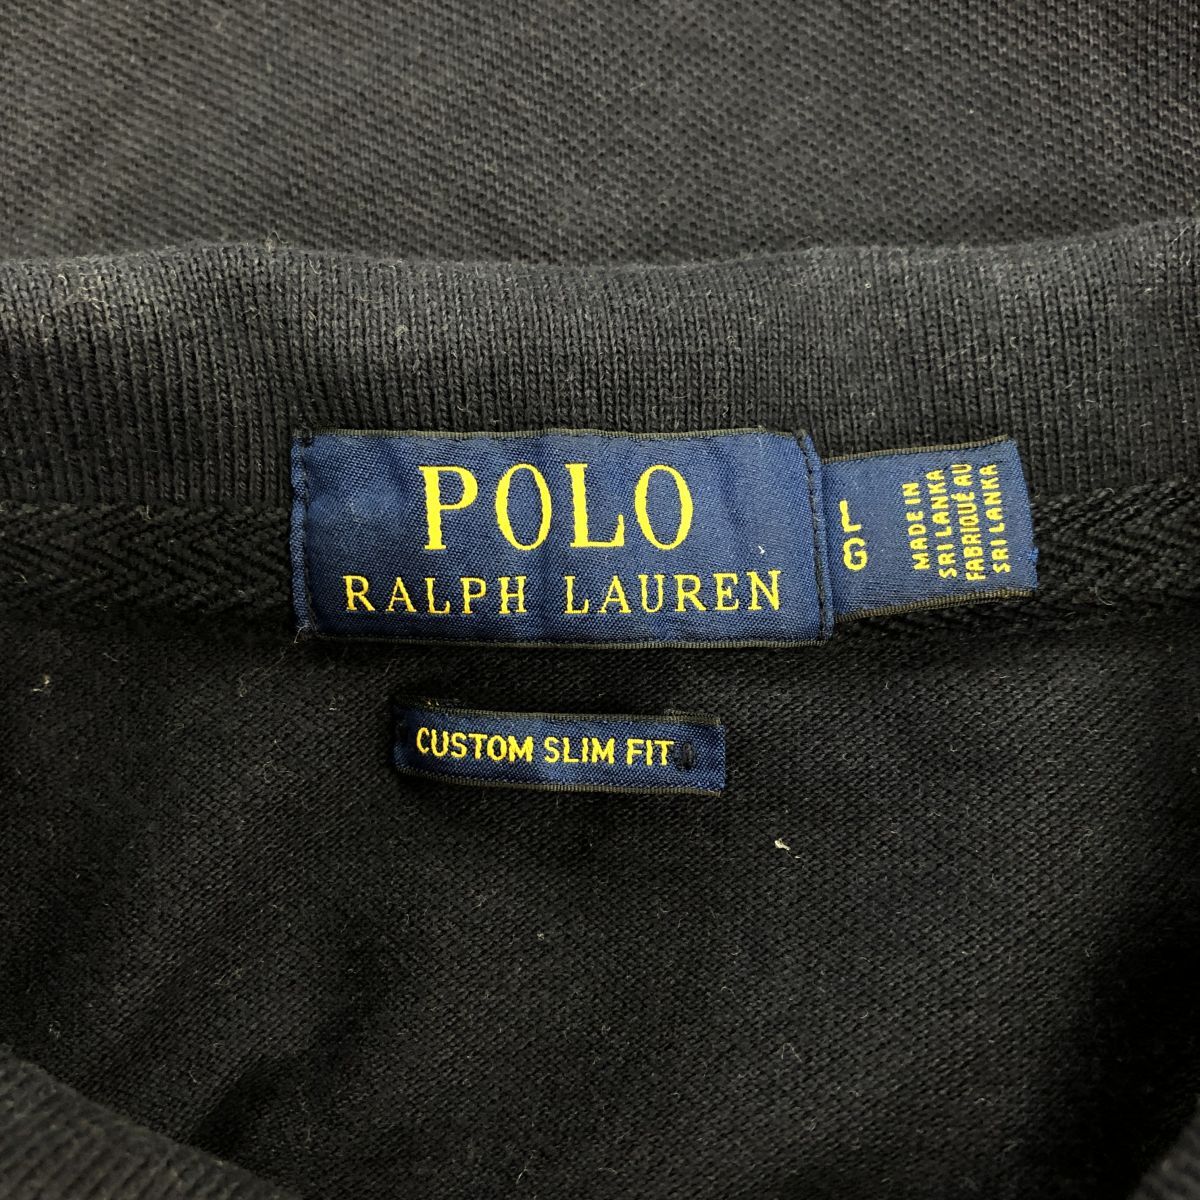 POLO
RALPH LAUREN
L
G
MADE IN
SRI LANKA
FABRIQUÉ AU
SRI LANKA
CUSTOM SLIM FIT